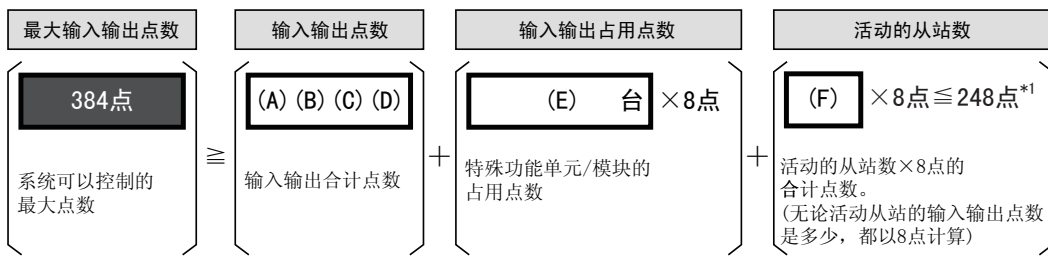 最大输入输出点数
输入输出点数
输入输出占用点数
活动的从站数
384点
≧
(A)(B)(C)(D)
+
(E) 台 ×8点
+
(F) ×8点≦248点*1
系统可以控制的
最大点数
输入输出合计点数
特殊功能单元/模块的
占用点数
活动的从站数×8点的
合计点数。
(无论活动从站的输入输出点数
是多少，都以8点计算)